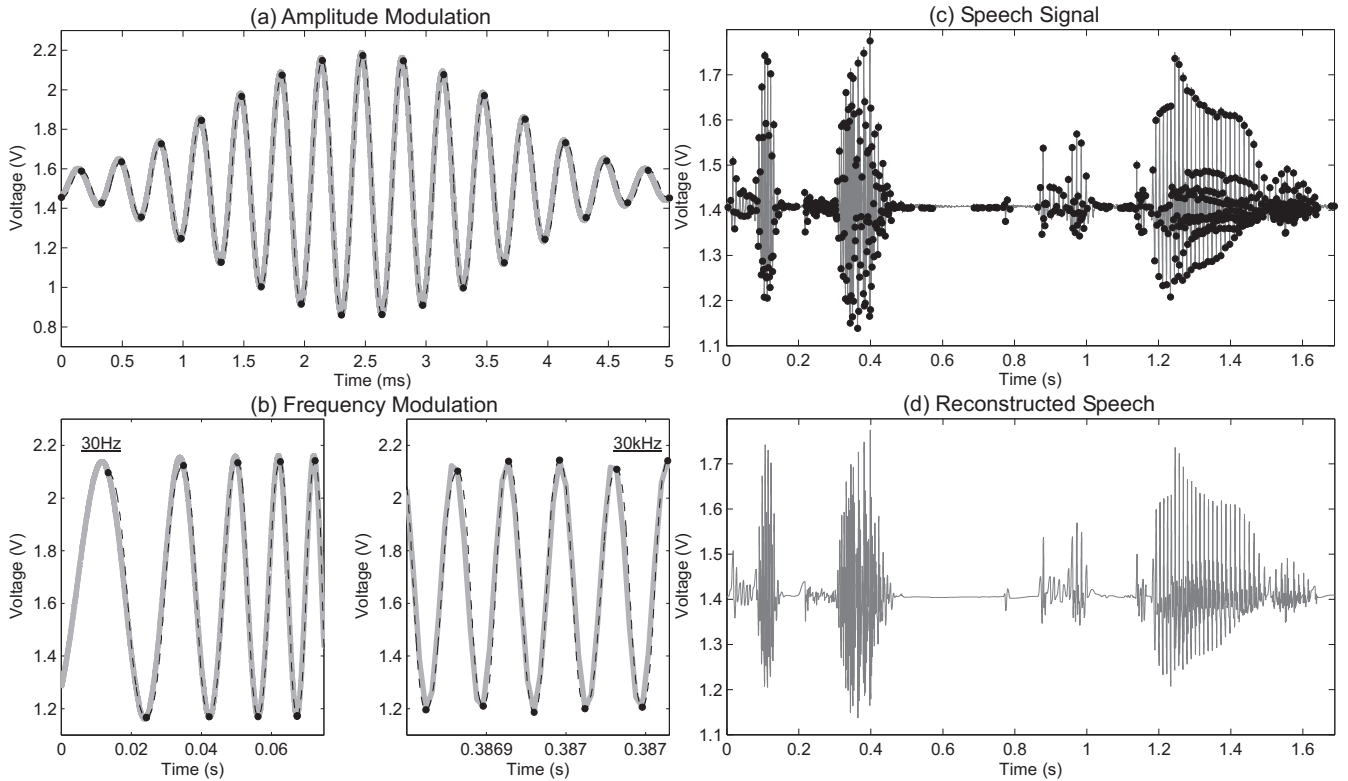 (a) Amplitude Modulation
2.2
2
1.8
1.6
1.4
1.2
1
0.8
Voltage (V)
0 0.5 1 1.5 2 2.5 3 3.5 4 4.5 5
Time (ms)
(b) Frequency Modulation
30Hz
2.2
2
1.8
1.6
1.4
1.2
Voltage (V)
0 0.02 0.04 0.06
Time (s)
30kHz
2.2
2
1.8
1.6
1.4
1.2
Voltage (V)
0.3869 0.387 0.387
Time (s)
(c) Speech Signal
1.7
1.6
1.5
1.4
1.3
1.2
1.1
Voltage (V)
0 0.2 0.4 0.6 0.8 1 1.2 1.4 1.6
Time (s)
(d) Reconstructed Speech
1.7
1.6
1.5
1.4
1.3
1.2
1.1
Voltage (V)
0 0.2 0.4 0.6 0.8 1 1.2 1.4 1.6
Time (s)